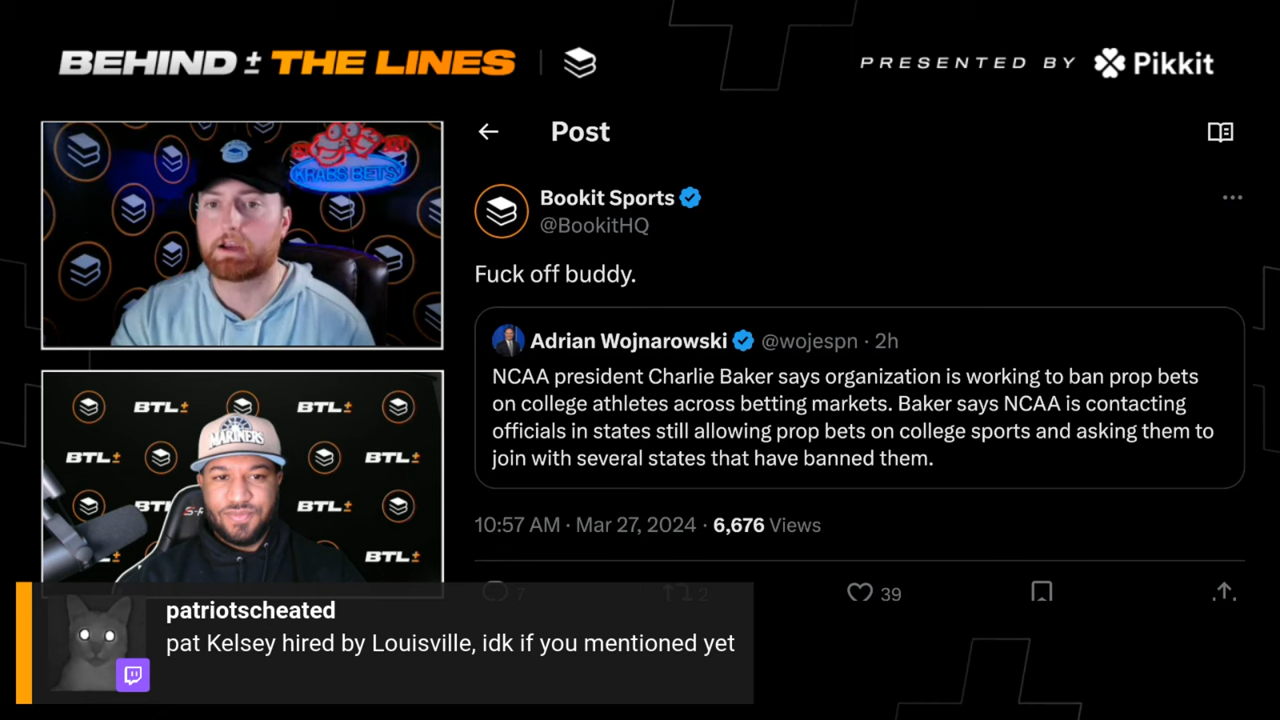 BEHIND ± THE LINES
PRESENTED BY Pikkit
KRABS BETS
Post
Bookit Sports
@BookitHQ
Fuck off buddy.
Adrian Wojnarowski @wojespn · 2h
NCAA president Charlie Baker says organization is working to ban prop bets
on college athletes across betting markets. Baker says NCAA is contacting
officials in states still allowing prop bets on college sports and asking them to
join with several states that have banned them.
10:57 AM · Mar 27, 2024 · 6,676 Views
7 2 39
BTL± BTL±
MARINERS
BTL± BTL±
BTL± BTL±
BTL±
patriotscheated
pat Kelsey hired by Louisville, idk if you mentioned yet